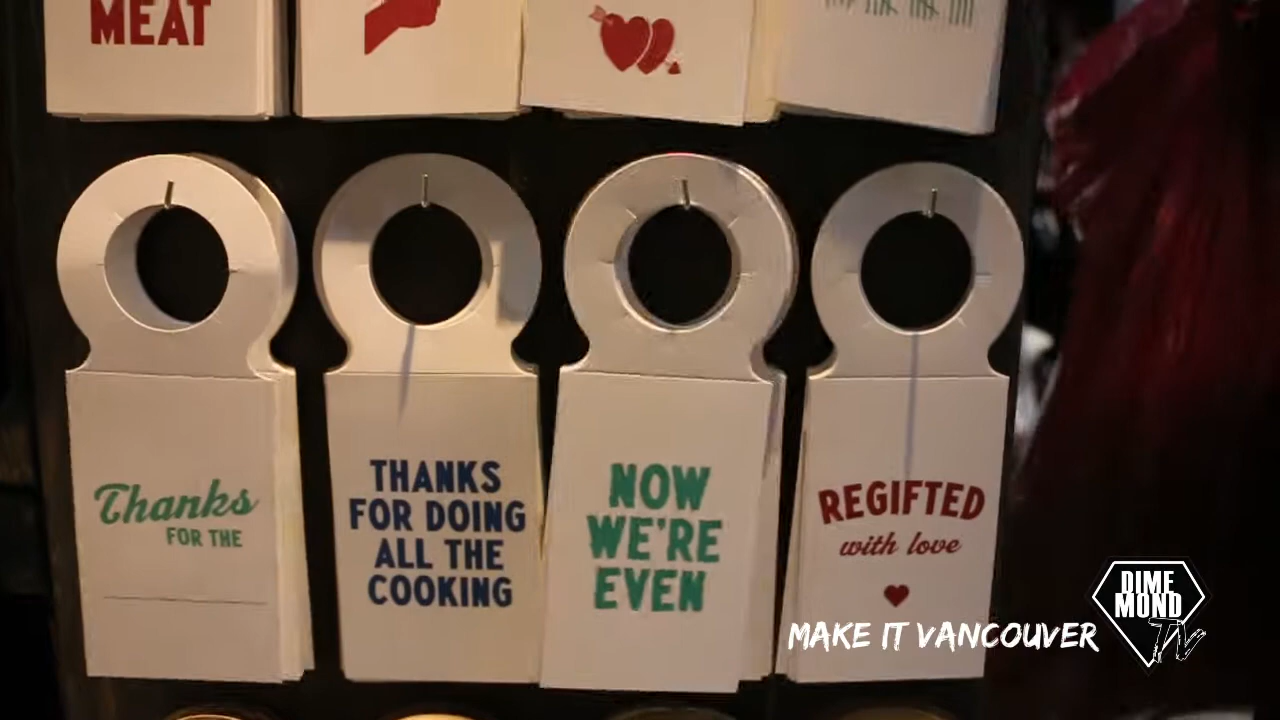 MEAT
Thanks
FOR THE
THANKS
FOR DOING
ALL THE
COOKING
NOW
WE'RE
EVEN
REGIFTED
with love
MAKE IT VANCOUVER
DIME
MOND
TV